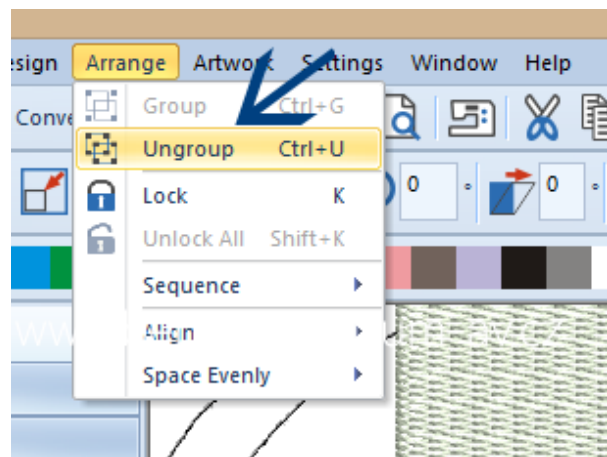 Arrange Artwork Settings Window Help
Conve
Group Ctrl+G
Ungroup Ctrl+U
0 ° 0 °
Lock K
Unlock All Shift+K
Sequence
Align
Space Evenly